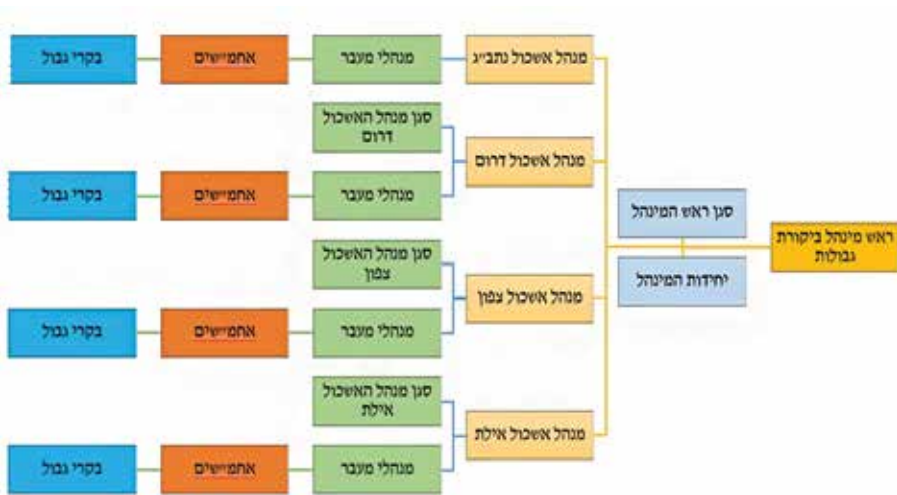 ראש מינהל ביקורת
גבולות
סגן ראש המינהל
יחידות המינהל
מנהל אשכול נתב״ג
מנהלי מעבר
אחמ״שים
בקרי גבול
מנהל אשכול דרום
סגן מנהל האשכול
דרום
מנהלי מעבר
אחמ״שים
בקרי גבול
מנהל אשכול צפון
סגן מנהל האשכול
צפון
מנהלי מעבר
אחמ״שים
בקרי גבול
מנהל אשכול אילת
סגן מנהל האשכול
אילת
מנהלי מעבר
אחמ״שים
בקרי גבול